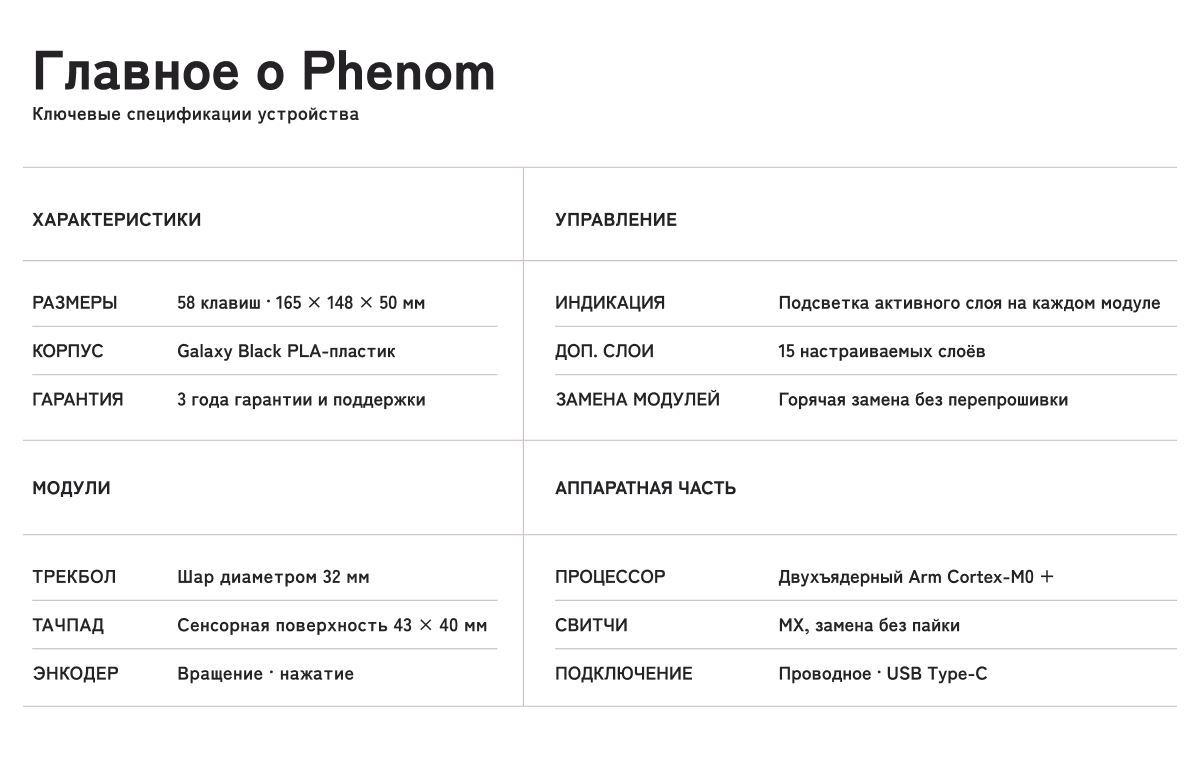 Главное о Phenom
Ключевые спецификации устройства
ХАРАКТЕРИСТИКИ
РАЗМЕРЫ 58 клавиш · 165 × 148 × 50 мм
КОРПУС Galaxy Black PLA-пластик
ГАРАНТИЯ 3 года гарантии и поддержки
УПРАВЛЕНИЕ
ИНДИКАЦИЯ Подсветка активного слоя на каждом модуле
ДОП. СЛОИ 15 настраиваемых слоёв
ЗАМЕНА МОДУЛЕЙ Горячая замена без перепрошивки
МОДУЛИ
ТРЕКБОЛ Шар диаметром 32 мм
ТАЧПАД Сенсорная поверхность 43 × 40 мм
ЭНКОДЕР Вращение · нажатие
АППАРАТНАЯ ЧАСТЬ
ПРОЦЕССОР Двухъядерный Arm Cortex-M0 +
СВИТЧИ MX, замена без пайки
ПОДКЛЮЧЕНИЕ Проводное · USB Type-C